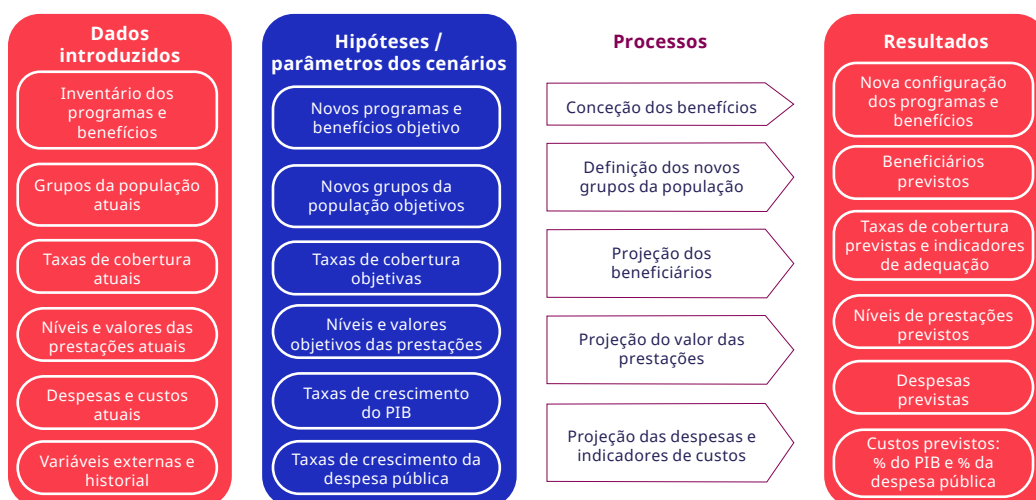 Dados
introduzidos
Inventário dos
programas e
benefícios
Grupos da população
atuais
Taxas de cobertura
atuais
Níveis e valores das
prestações atuais
Despesas e custos
atuais
Variáveis externas e
historial
Hipóteses /
parâmetros dos cenários
Novos programas e
benefícios objetivo
Novos grupos da
população objetivos
Taxas de cobertura
objetivas
Níveis e valores
objetivos das prestações
Taxas de crescimento
do PIB
Taxas de crescimento da
despesa pública
Processos
Conceção dos benefícios
Definição dos novos
grupos da população
Projeção dos
beneficiários
Projeção do valor das
prestações
Projeção das despesas e
indicadores de custos
Resultados
Nova configuração
dos programas e
benefícios
Beneficiários
previstos
Taxas de cobertura
previstas e indicadores
de adequação
Níveis de prestações
previstos
Despesas
previstas
Custos previstos:
% do PIB e % da
despesa pública